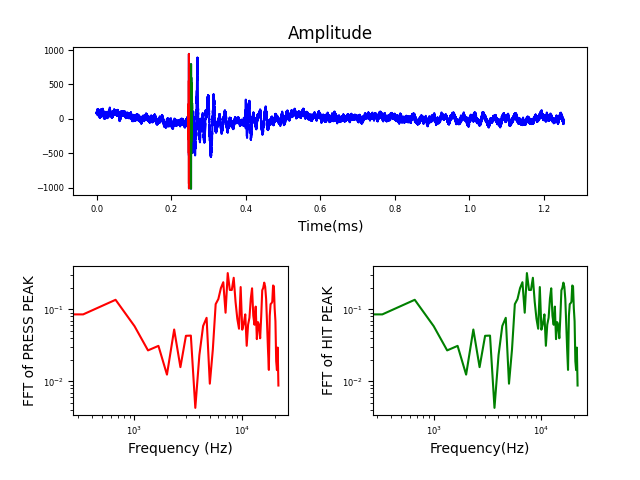 Amplitude
1000
500
0
−500
−1000
0.0 0.2 0.4 0.6 0.8 1.0 1.2
Time(ms)
FFT of PRESS PEAK
10⁻¹
10⁻²
10³ 10⁴
Frequency (Hz)
FFT of HIT PEAK
10⁻¹
10⁻²
10³ 10⁴
Frequency(Hz)